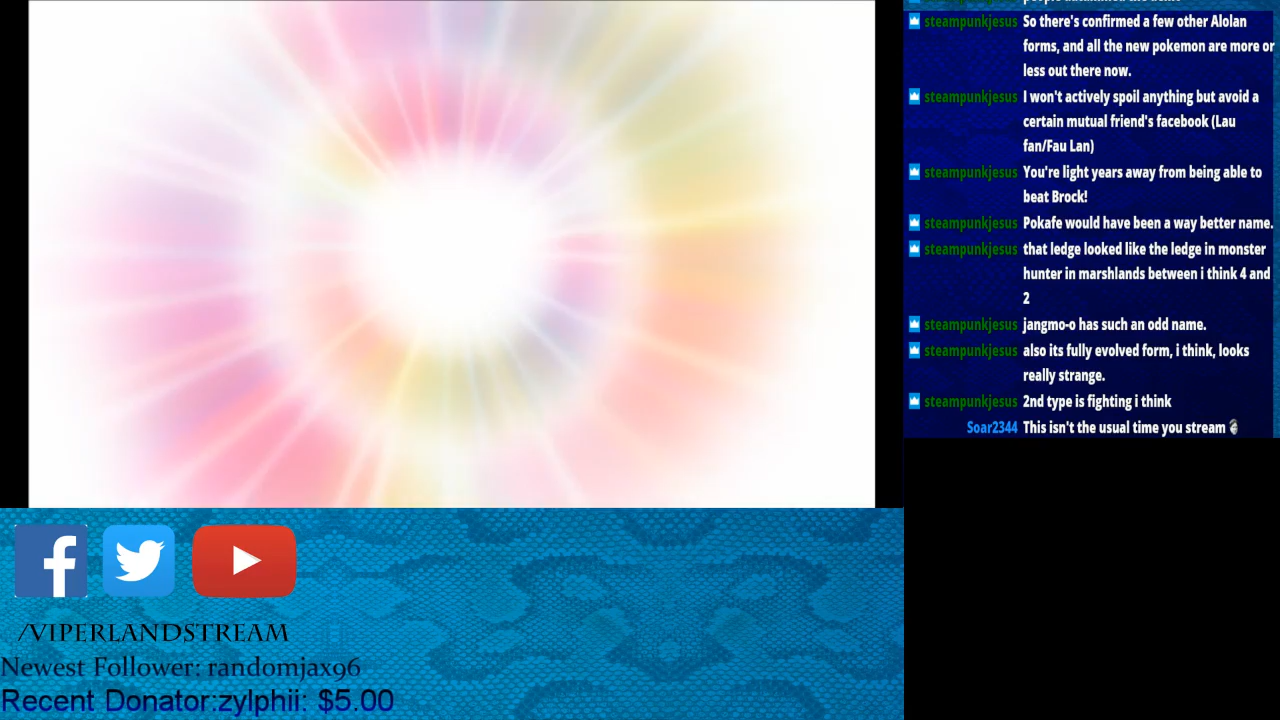 steampunkjesus So there's confirmed a few other Alolan
forms, and all the new pokemon are more or
less out there now.
steampunkjesus I won't actively spoil anything but avoid a
certain mutual friend's facebook (Lau
fan/Fau Lan)
steampunkjesus You're light years away from being able to
beat Brock!
steampunkjesus Pokafe would have been a way better name.
steampunkjesus that ledge looked like the ledge in monster
hunter in marshlands between i think 4 and
2
steampunkjesus jangmo-o has such an odd name.
steampunkjesus also its fully evolved form, i think, looks
really strange.
steampunkjesus 2nd type is fighting i think
Soar2344 This isn't the usual time you stream
/VIPERLANDSTREAM
Newest Follower: randomjax96
Recent Donator:zylphii: $5.00